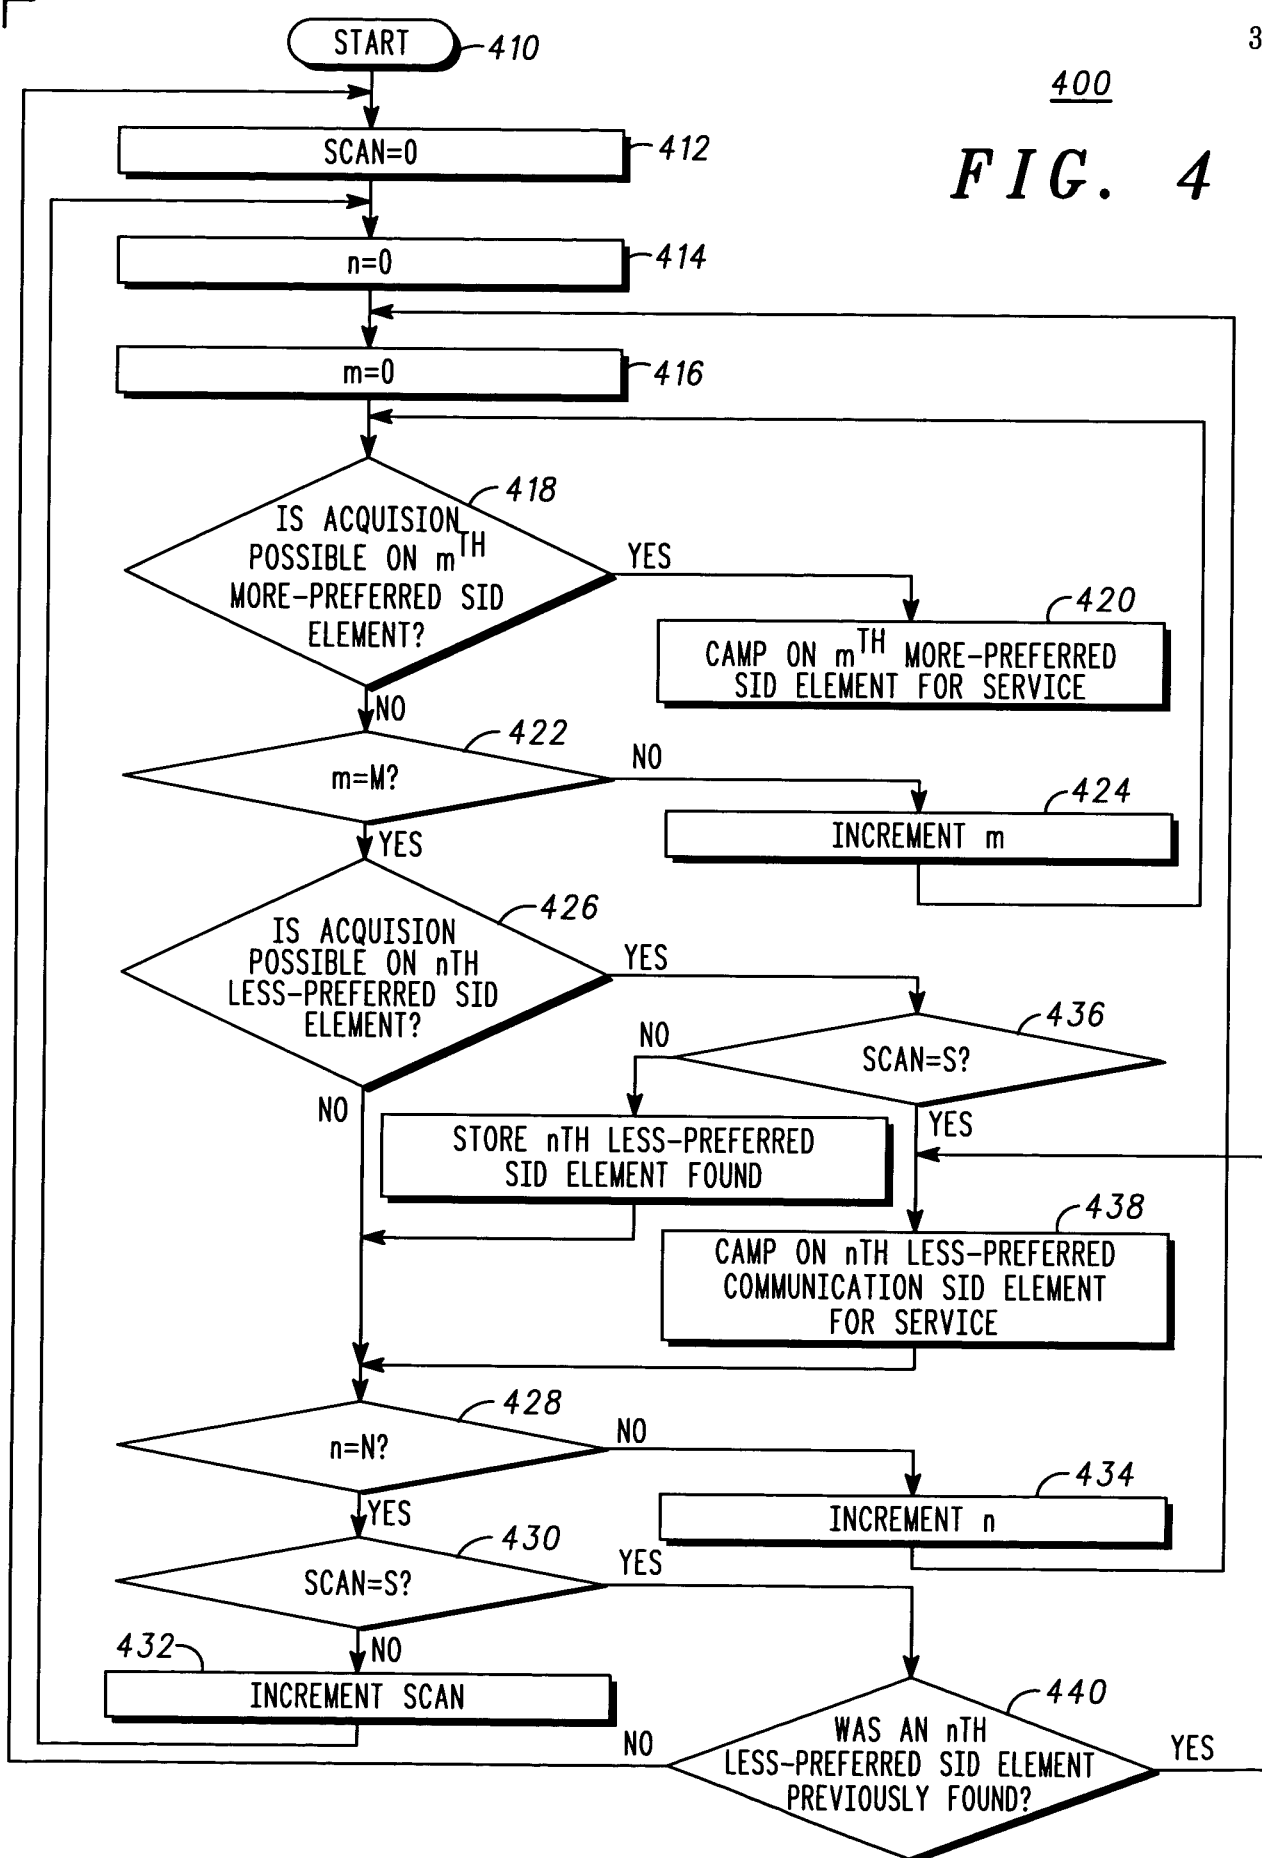 START
410
3
400
FIG. 4
SCAN=0
412
n=0
414
m=0
416
418
IS ACQUISION
POSSIBLE ON mTH
MORE-PREFERRED SID
ELEMENT?
YES
420
CAMP ON mTH MORE-PREFERRED
SID ELEMENT FOR SERVICE
NO
422
m=M?
NO
424
INCREMENT m
YES
426
IS ACQUISION
POSSIBLE ON nTH
LESS-PREFERRED SID
ELEMENT?
YES
436
SCAN=S?
NO
NO
YES
STORE nTH LESS-PREFERRED
SID ELEMENT FOUND
438
CAMP ON nTH LESS-PREFERRED
COMMUNICATION SID ELEMENT
FOR SERVICE
428
n=N?
NO
434
INCREMENT n
YES
430
SCAN=S?
YES
NO
432
INCREMENT SCAN
440
WAS AN nTH
LESS-PREFERRED SID ELEMENT
PREVIOUSLY FOUND?
NO
YES